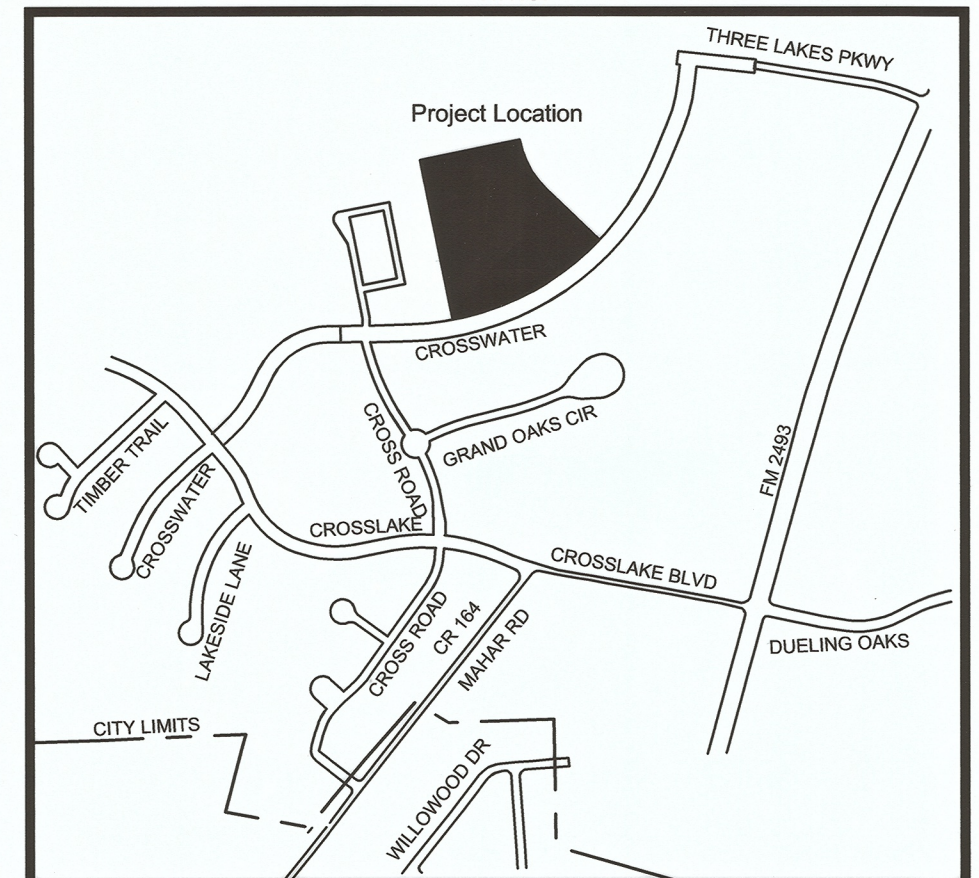 THREE LAKES PKWY
Project Location
CROSSWATER
GRAND OAKS CIR
CROSS ROAD
TIMBER TRAIL
CROSSWATER
FM 2493
CROSSLAKE
CROSSLAKE BLVD
LAKESIDE LANE
CROSS ROAD
CR 164
MAHAR RD
DUELING OAKS
CITY LIMITS
WILLOWOOD DR